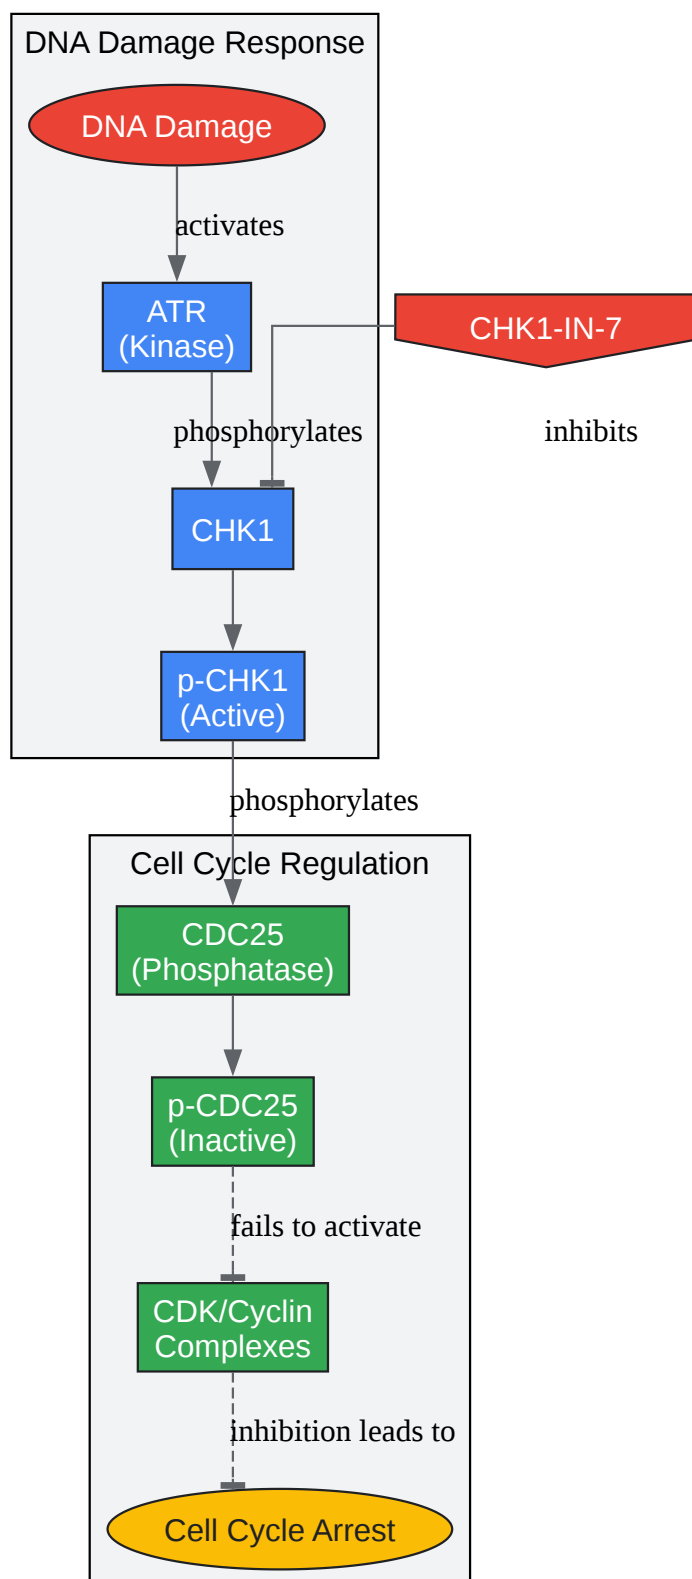 DNA Damage Response
DNA Damage
activates
ATR
(Kinase)
CHK1-IN-7
phosphorylates
inhibits
CHK1
p-CHK1
(Active)
phosphorylates
Cell Cycle Regulation
CDC25
(Phosphatase)
p-CDC25
(Inactive)
fails to activate
CDK/Cyclin
Complexes
inhibition leads to
Cell Cycle Arrest